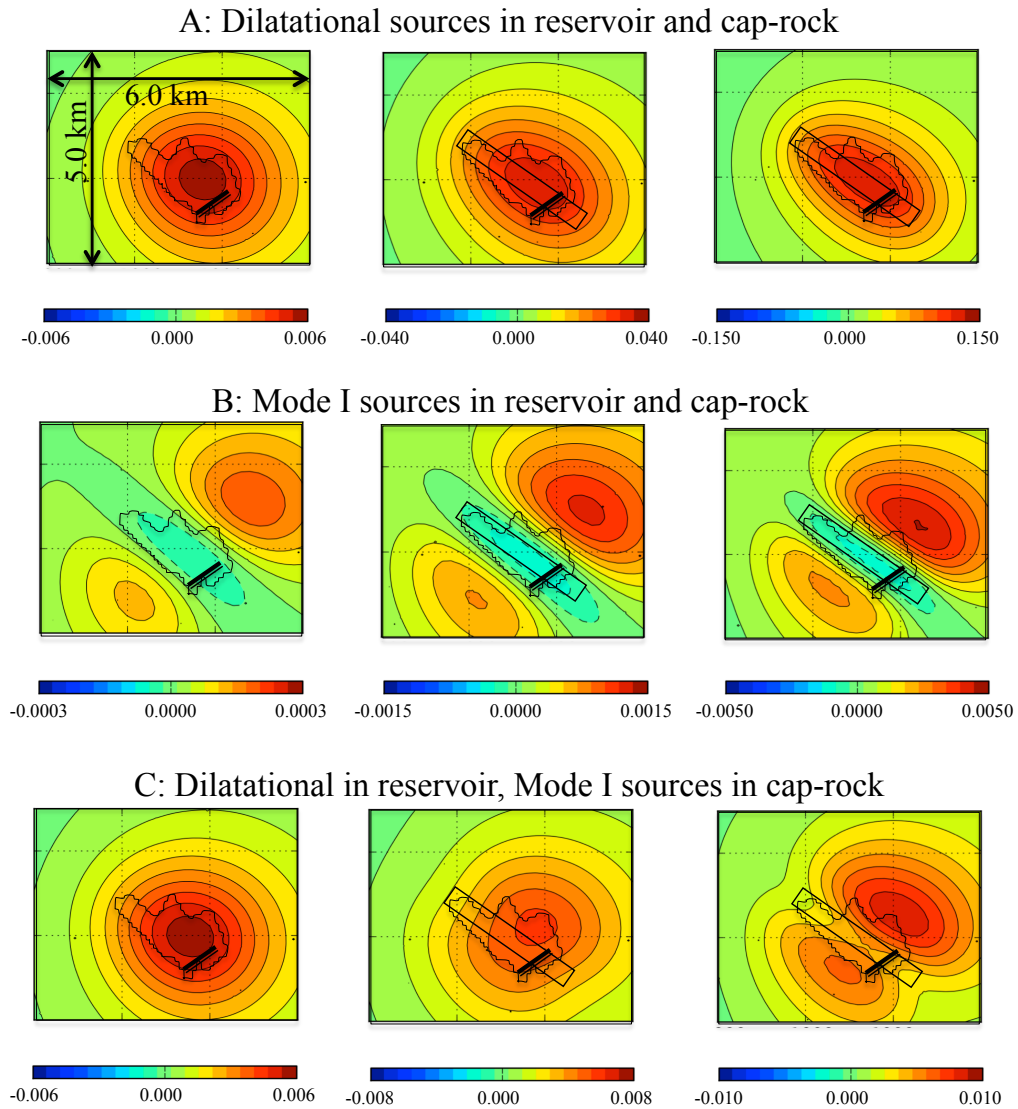 A: Dilatational sources in reservoir and cap-rock
6.0 km
5.0 km
-0.006 0.000 0.006 -0.040 0.000 0.040 -0.150 0.000 0.150
B: Mode I sources in reservoir and cap-rock
-0.0003 0.0000 0.0003 -0.0015 0.0000 0.0015 -0.0050 0.0000 0.0050
C: Dilatational in reservoir, Mode I sources in cap-rock
-0.006 0.000 0.006 -0.008 0.000 0.008 -0.010 0.000 0.010